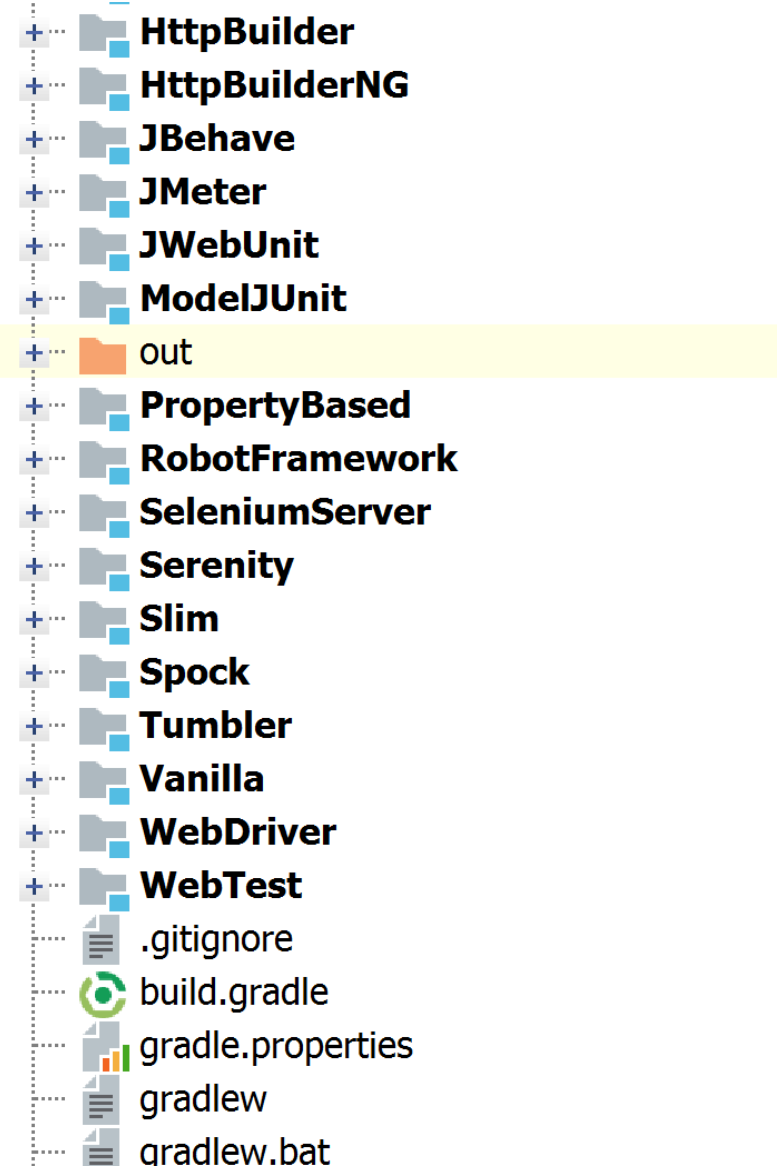 HttpBuilder
HttpBuilderNG
JBehave
JMeter
JWebUnit
ModelJUnit
out
PropertyBased
RobotFramework
SeleniumServer
Serenity
Slim
Spock
Tumbler
Vanilla
WebDriver
WebTest
.gitignore
build.gradle
gradle.properties
gradlew
gradlew.bat